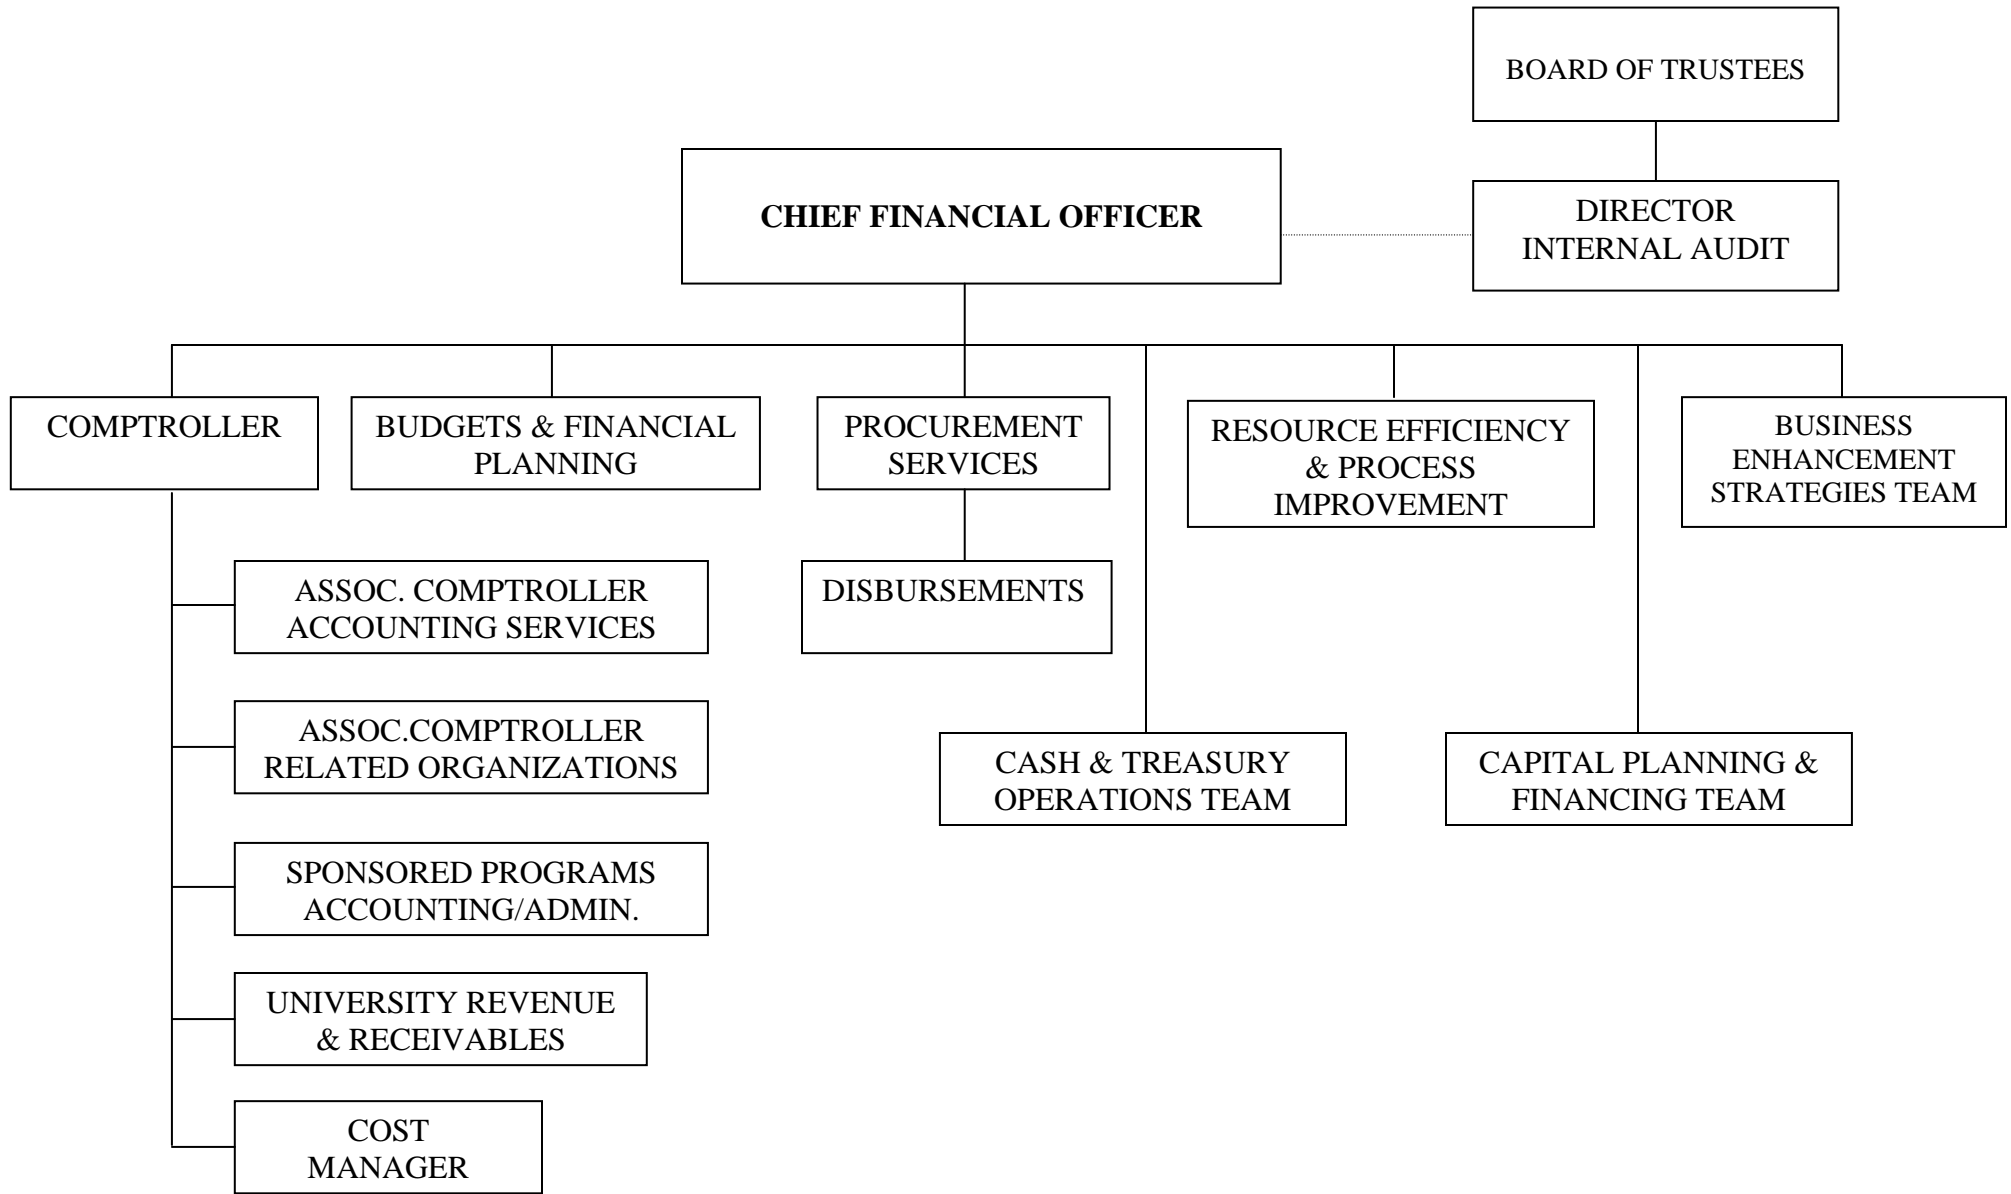 BOARD OF TRUSTEES
CHIEF FINANCIAL OFFICER
DIRECTOR
INTERNAL AUDIT
COMPTROLLER
BUDGETS & FINANCIAL
PLANNING
PROCUREMENT
SERVICES
RESOURCE EFFICIENCY
& PROCESS
IMPROVEMENT
BUSINESS
ENHANCEMENT
STRATEGIES TEAM
ASSOC. COMPTROLLER
ACCOUNTING SERVICES
DISBURSEMENTS
ASSOC.COMPTROLLER
RELATED ORGANIZATIONS
CASH & TREASURY
OPERATIONS TEAM
CAPITAL PLANNING &
FINANCING TEAM
SPONSORED PROGRAMS
ACCOUNTING/ADMIN.
UNIVERSITY REVENUE
& RECEIVABLES
COST
MANAGER